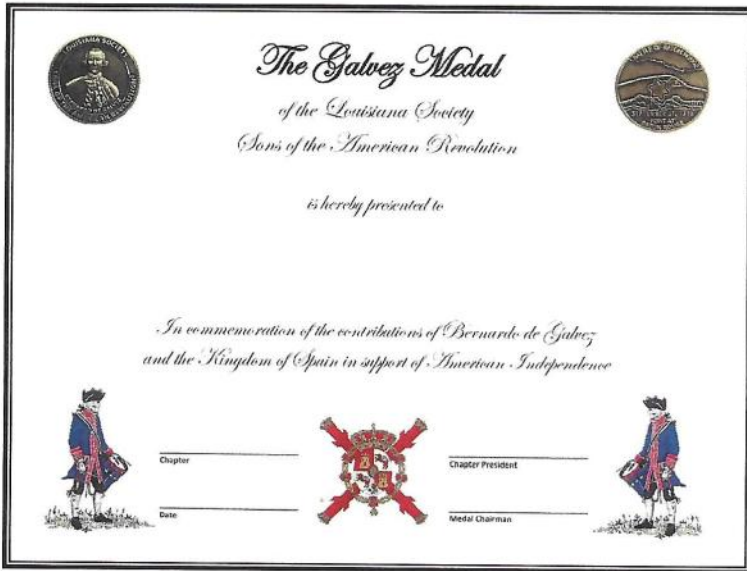 The Galvez Medal
of the Louisiana Society
Sons of the American Revolution
is hereby presented to
In commemoration of the contributions of Bernardo de Galvez
and the Kingdom of Spain in support of American Independence
Chapter
Chapter President
Date
Medal Chairman
LOUISIANA SOCIETY